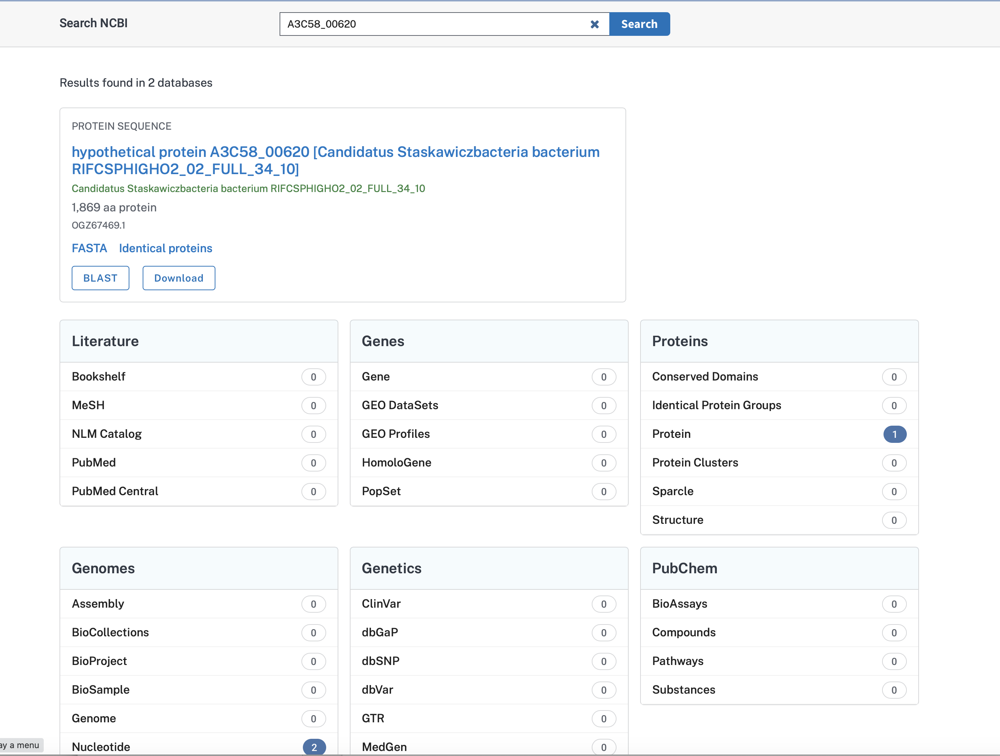 Search NCBI
A3C58_00620
Search
Results found in 2 databases
PROTEIN SEQUENCE
hypothetical protein A3C58_00620 [Candidatus Staskawiczbacteria bacterium
RIFCSPHIGHO2_02_FULL_34_10]
Candidatus Staskawiczbacteria bacterium RIFCSPHIGHO2_02_FULL_34_10
1,869 aa protein
OGZ67469.1
FASTA Identical proteins
BLAST Download
Literature
Bookshelf 0
MeSH 0
NLM Catalog 0
PubMed 0
PubMed Central 0
Genes
Gene 0
GEO DataSets 0
GEO Profiles 0
HomoloGene 0
PopSet 0
Proteins
Conserved Domains 0
Identical Protein Groups 0
Protein 1
Protein Clusters 0
Sparcle 0
Structure 0
Genomes
Assembly 0
BioCollections 0
BioProject 0
BioSample 0
Genome 0
Nucleotide 2
Genetics
ClinVar 0
dbGaP 0
dbSNP 0
dbVar 0
GTR 0
MedGen 0
PubChem
BioAssays 0
Compounds 0
Pathways 0
Substances 0
ay a menu